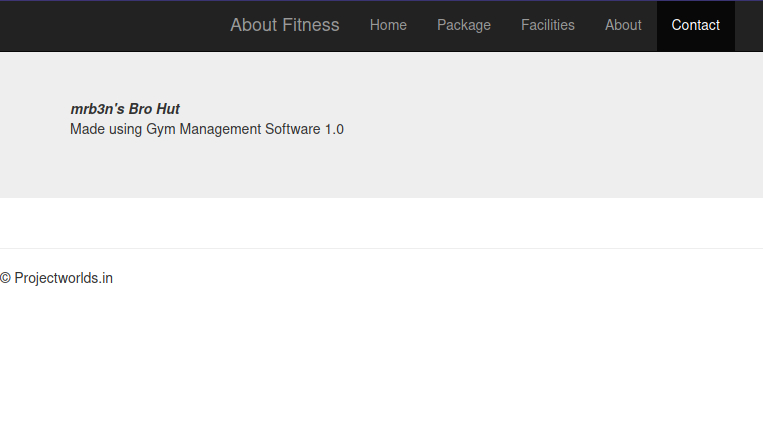 About Fitness Home Package Facilities About Contact
mrb3n's Bro Hut
Made using Gym Management Software 1.0
© Projectworlds.in